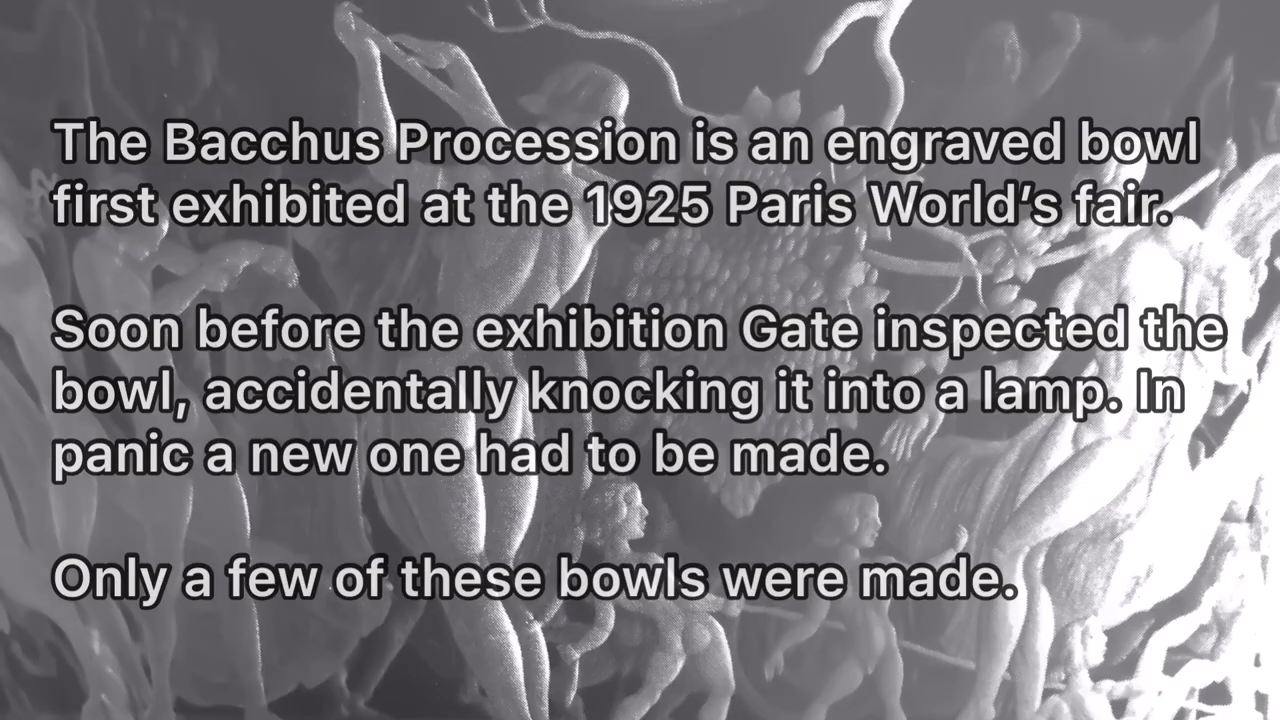 The Bacchus Procession is an engraved bowl
first exhibited at the 1925 Paris World’s fair.
Soon before the exhibition Gate inspected the
bowl, accidentally knocking it into a lamp. In
panic a new one had to be made.
Only a few of these bowls were made.